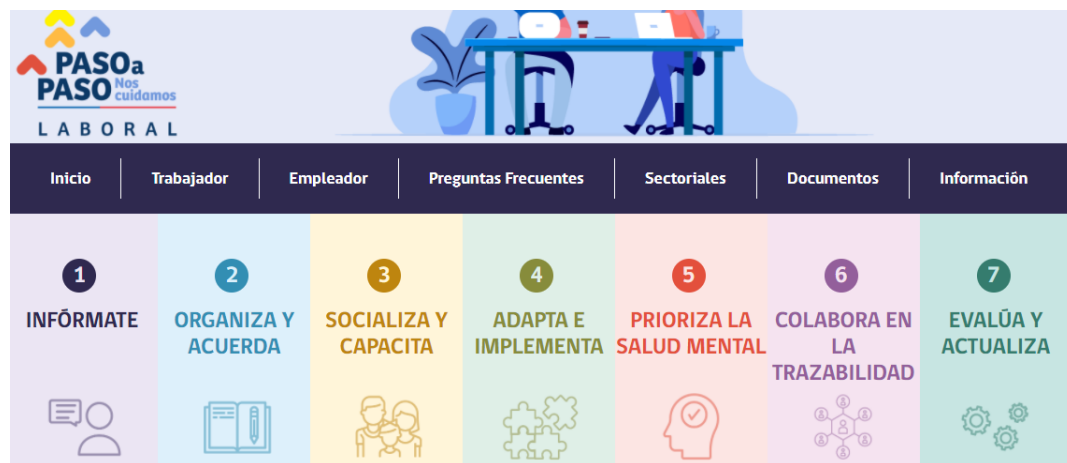 PASOa
PASO Nos cuidamos
LABORAL
Inicio
Trabajador
Empleador
Preguntas Frecuentes
Sectoriales
Documentos
Información
1
INFÓRMATE
2
ORGANIZA Y
ACUERDA
3
SOCIALIZA Y
CAPACITA
4
ADAPTA E
IMPLEMENTA
5
PRIORIZA LA
SALUD MENTAL
6
COLABORA EN
LA
TRAZABILIDAD
7
EVALÚA Y
ACTUALIZA